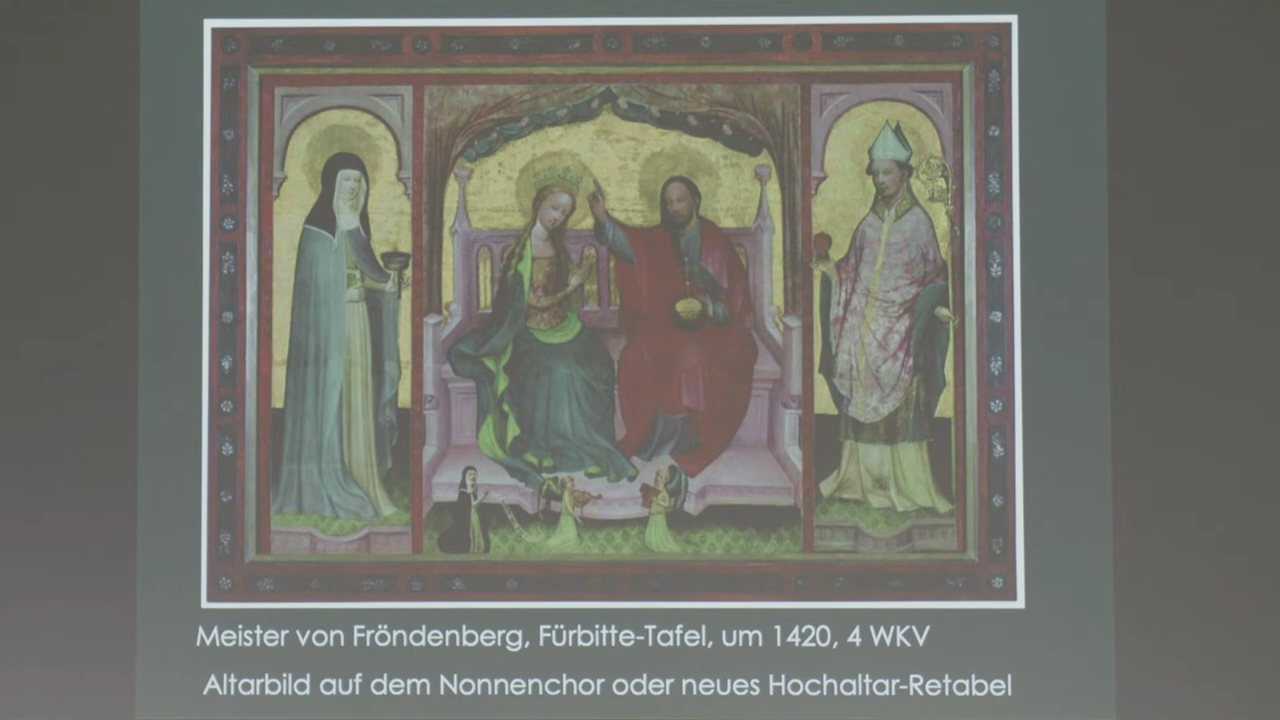 Meister von Fröndenberg, Fürbitte-Tafel, um 1420, 4 WKV
Altarbild auf dem Nonnenchor oder neues Hochaltar-Retabel